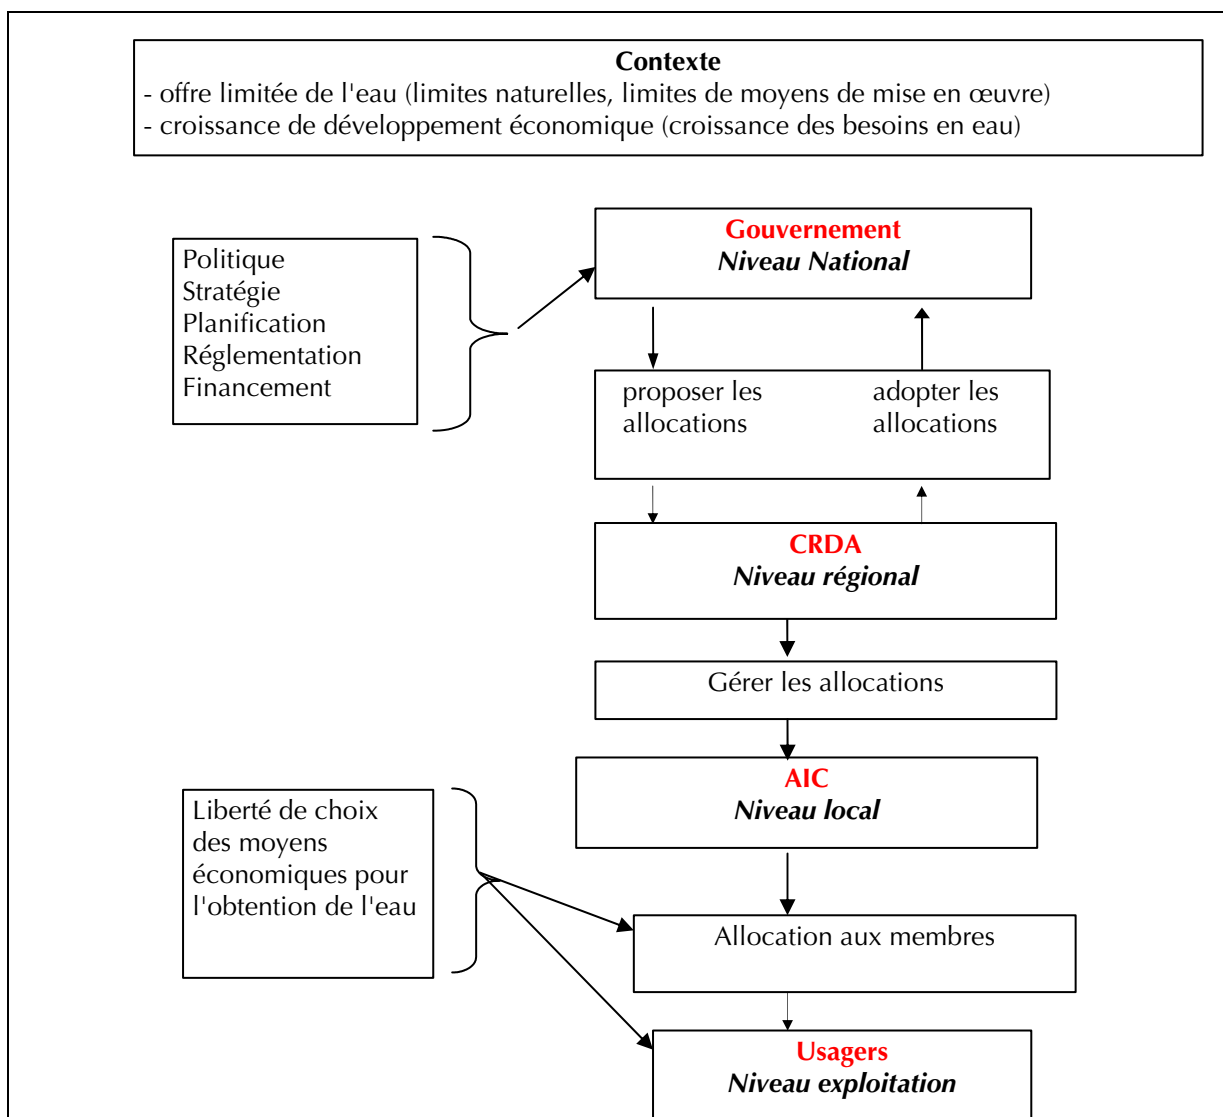 Contexte
- offre limitée de l'eau (limites naturelles, limites de moyens de mise en œuvre)
- croissance de développement économique (croissance des besoins en eau)
Gouvernement
Niveau National
Politique
Stratégie
Planification
Réglementation
Financement
proposer les
allocations
adopter les
allocations
CRDA
Niveau régional
Gérer les allocations
AIC
Niveau local
Liberté de choix
des moyens
économiques pour
l'obtention de l'eau
Allocation aux membres
Usagers
Niveau exploitation